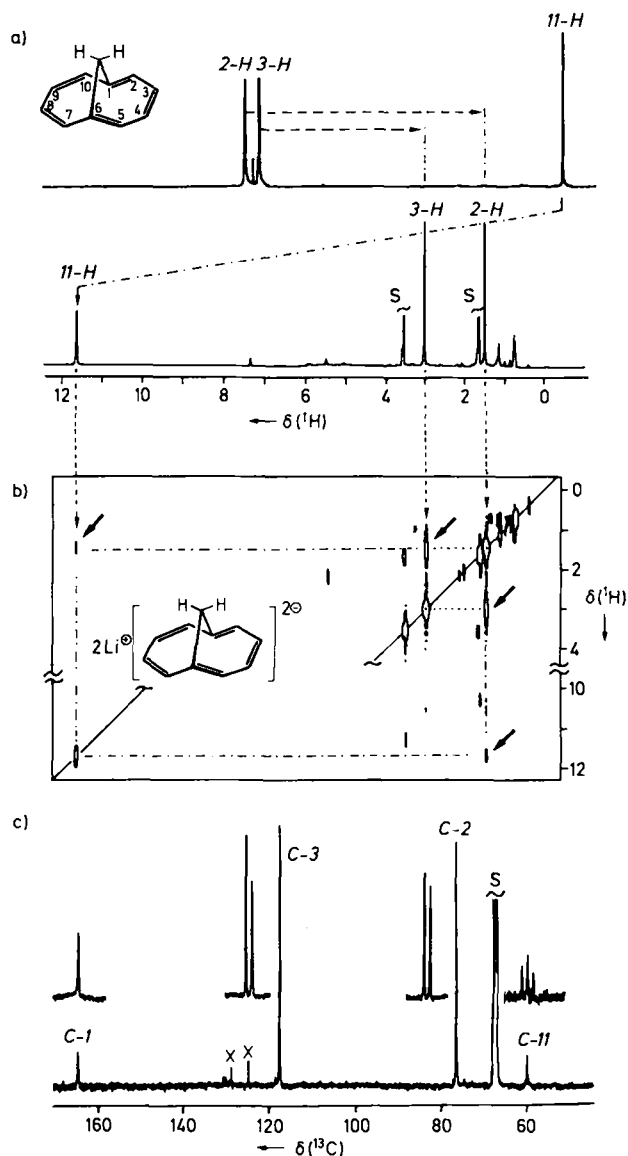 a)
H H
10 2
9 1 3
8 6 4
7 5
2-H 3-H
11-H
11-H
3-H 2-H
S S
12 10 8 6 4 2 0
← δ(¹H)
b)
0
2
δ(¹H)
↓
4
10
12
2Li⊕ [ H H ] 2⊖
c)
C-3
C-2
S
C-1
X X
C-11
160 140 120 100 80 60
← δ(¹³C)